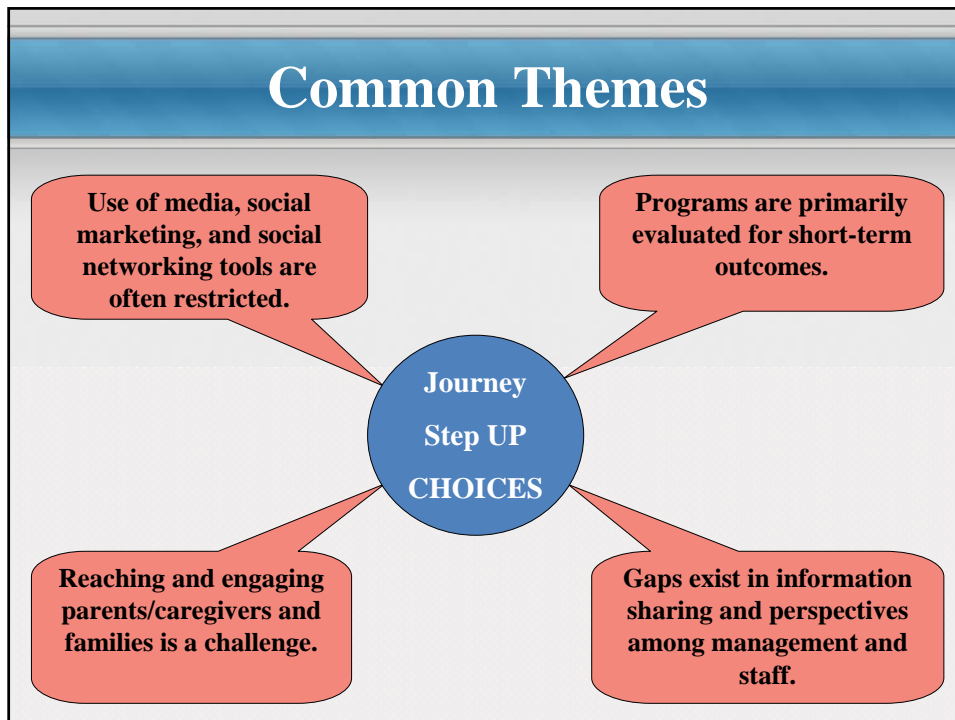 Common Themes
Use of media, social
marketing, and social
networking tools are
often restricted.
Programs are primarily
evaluated for short-term
outcomes.
Journey
Step UP
CHOICES
Reaching and engaging
parents/caregivers and
families is a challenge.
Gaps exist in information
sharing and perspectives
among management and
staff.